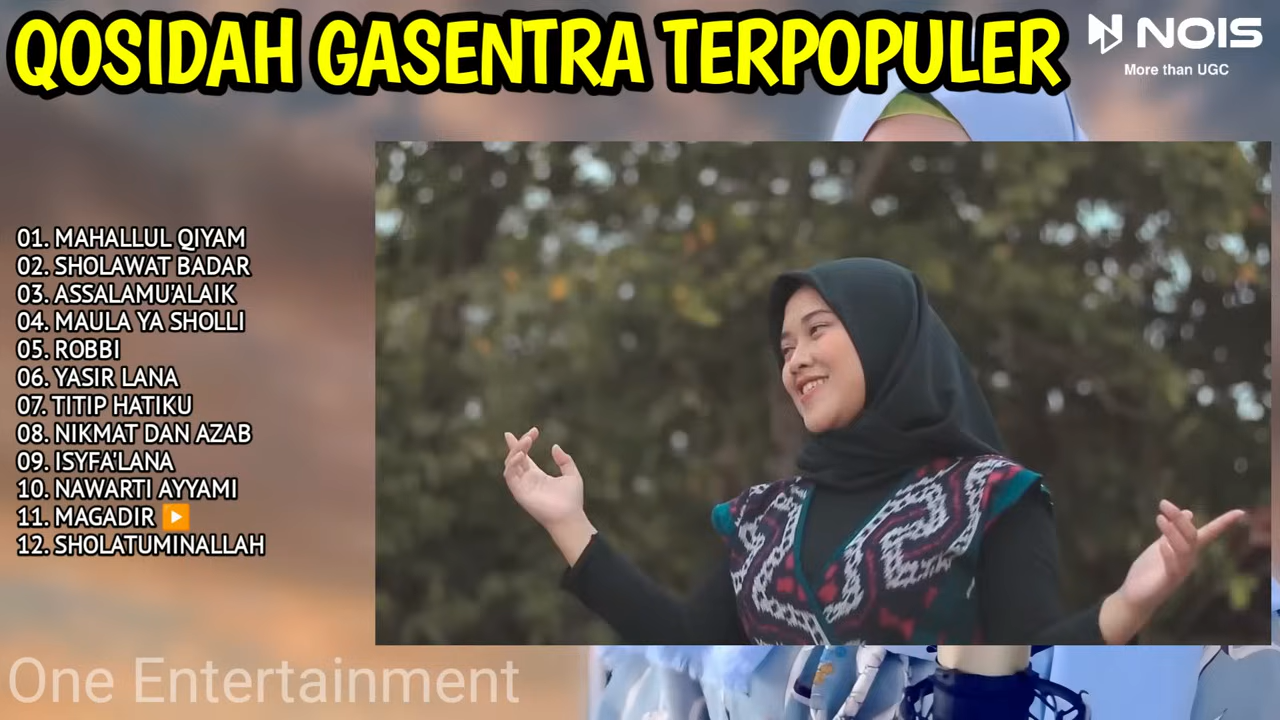 QOSIDAH GASENTRA TERPOPULER
NOIS
More than UGC
01. MAHALLUL QIYAM
02. SHOLAWAT BADAR
03. ASSALAMU'ALAIK
04. MAULA YA SHOLLI
05. ROBBI
06. YASIR LANA
07. TITIP HATIKU
08. NIKMAT DAN AZAB
09. ISYFA'LANA
10. NAWARTI AYYAMI
11. MAGADIR ▶️
12. SHOLATUMINALLAH
One Entertainment